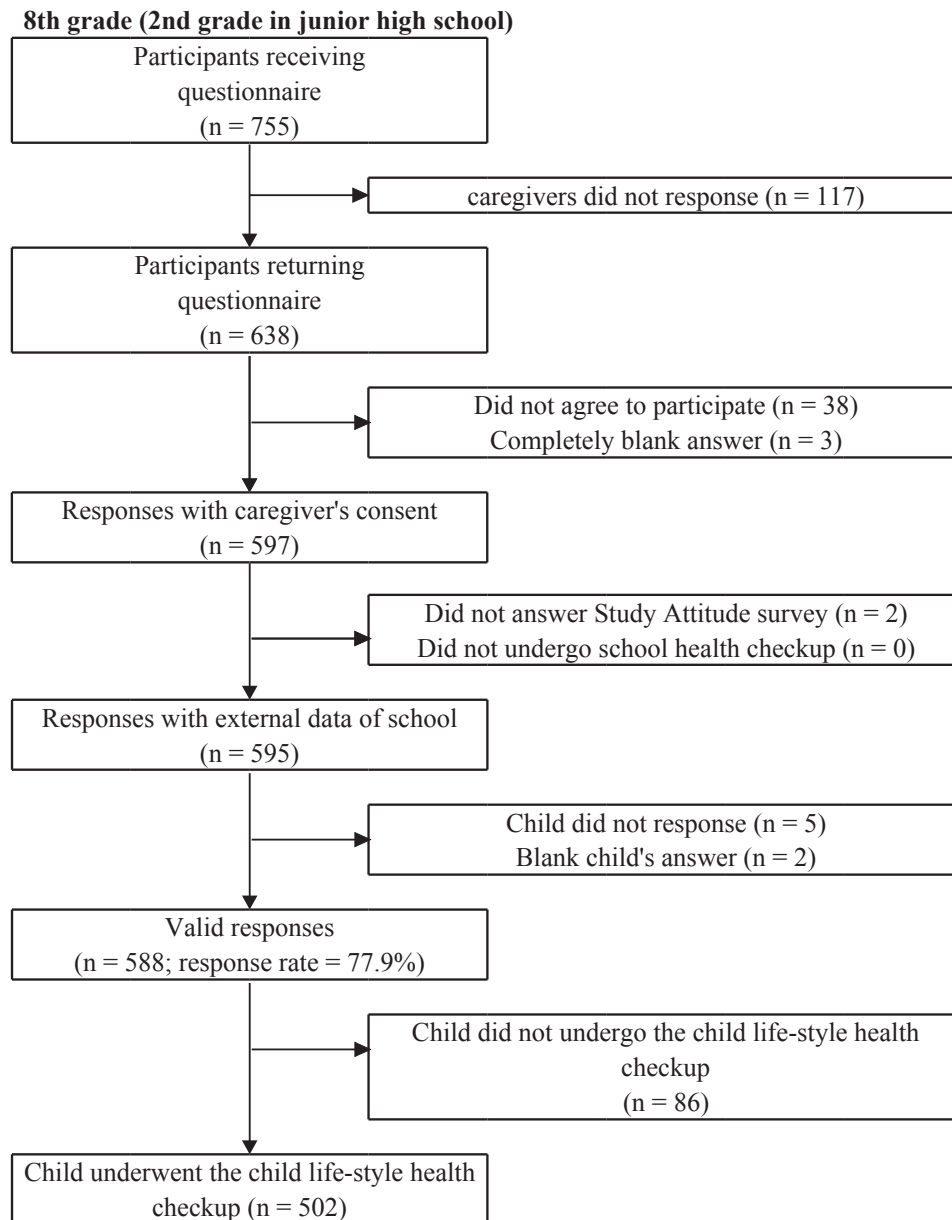 8th grade (2nd grade in junior high school)
Participants receiving
questionnaire
(n = 755)
caregivers did not response (n = 117)
Participants returning
questionnaire
(n = 638)
Did not agree to participate (n = 38)
Completely blank answer (n = 3)
Responses with caregiver's consent
(n = 597)
Did not answer Study Attitude survey (n = 2)
Did not undergo school health checkup (n = 0)
Responses with external data of school
(n = 595)
Child did not response (n = 5)
Blank child's answer (n = 2)
Valid responses
(n = 588; response rate = 77.9%)
Child did not undergo the child life-style health
checkup
(n = 86)
Child underwent the child life-style health
checkup (n = 502)